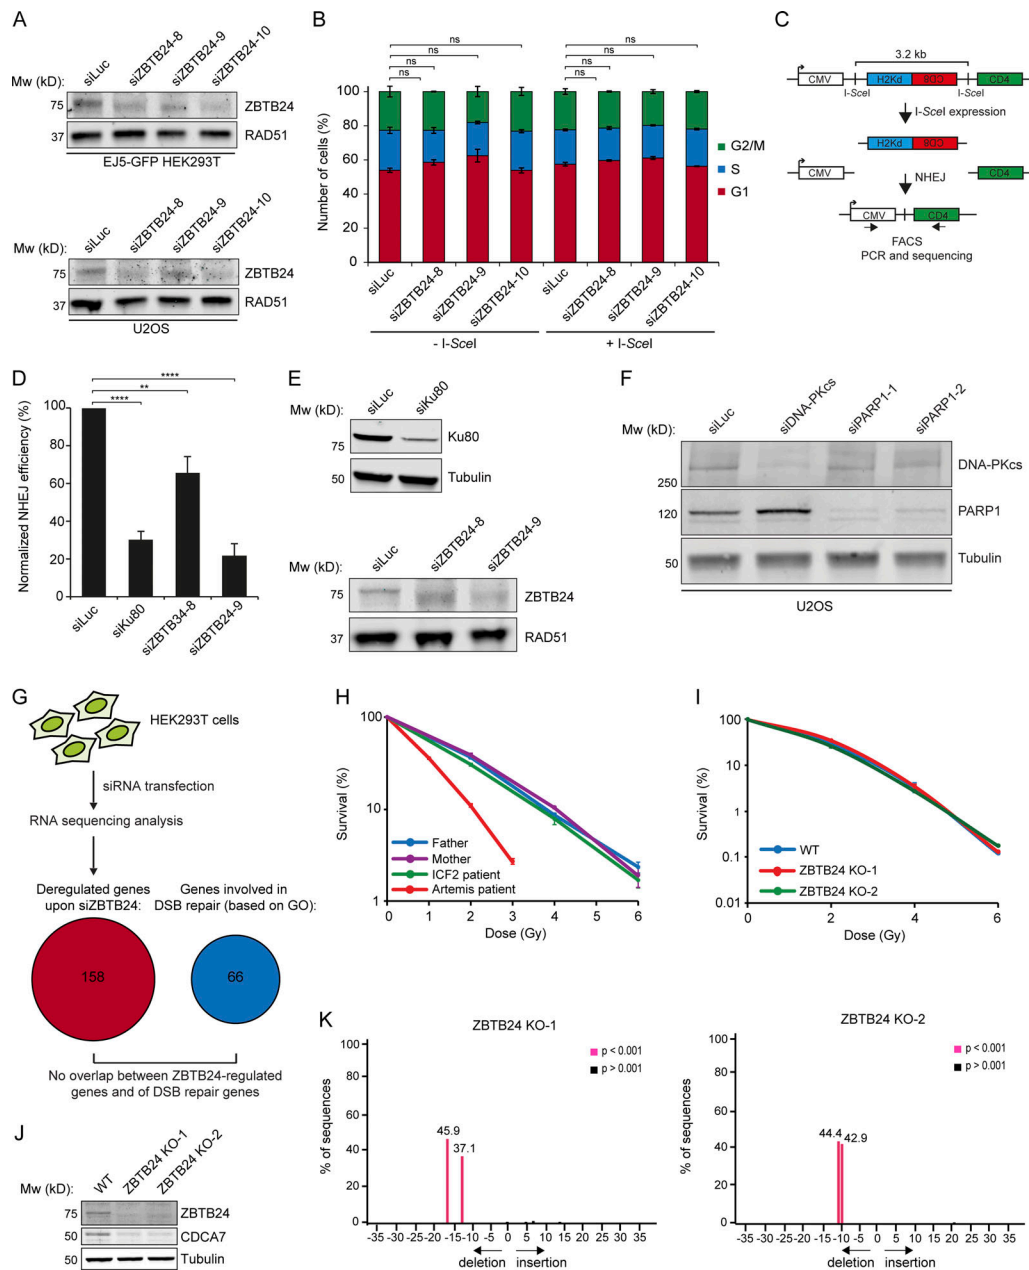 A
Mw (kD):
siLuc
siZBTB24-8
siZBTB24-9
siZBTB24-10
75
ZBTB24
37
RAD51
EJ5-GFP HEK293T
Mw (kD):
siLuc
siZBTB24-8
siZBTB24-9
siZBTB24-10
75
ZBTB24
37
RAD51
U2OS
B
ns
ns
ns
ns
ns
ns
Number of cells (%)
100
80
60
40
20
0
G2/M
S
G1
siLuc
siZBTB24-8
siZBTB24-9
siZBTB24-10
siLuc
siZBTB24-8
siZBTB24-9
siZBTB24-10
- I-SceI
+ I-SceI
C
3.2 kb
CMV
H2Kd
CD8
CD4
I-SceI
I-SceI
I-SceI expression
H2Kd
CD8
CMV
CD4
NHEJ
CMV
CD4
FACS
PCR and sequencing
D
****
**
****
Normalized NHEJ efficiency (%)
100
80
60
40
20
0
siLuc
siKu80
siZBTB34-8
siZBTB24-9
E
Mw (kD):
siLuc
siKu80
75
Ku80
50
Tubulin
Mw (kD):
siLuc
siZBTB24-8
siZBTB24-9
75
ZBTB24
37
RAD51
F
Mw (kD):
siLuc
siDNA-PKcs
siPARP1-1
siPARP1-2
DNA-PKcs
250
120
PARP1
50
Tubulin
U2OS
G
HEK293T cells
siRNA transfection
RNA sequencing analysis
Deregulated genes
upon siZBTB24:
Genes involved in
DSB repair (based on GO):
158
66
No overlap between ZBTB24-regulated
genes and of DSB repair genes
H
Survival (%)
100
10
1
Father
Mother
ICF2 patient
Artemis patient
0 1 2 3 4 5 6
Dose (Gy)
I
Survival (%)
100
10
1
0.1
0.01
WT
ZBTB24 KO-1
ZBTB24 KO-2
0 2 4 6
Dose (Gy)
J
Mw (kD):
WT
ZBTB24 KO-1
ZBTB24 KO-2
75
ZBTB24
50
CDCA7
50
Tubulin
K
ZBTB24 KO-1
% of sequences
100
80
60
40
20
0
p < 0.001
p > 0.001
45.9
37.1
-35 -30 -25 -20 -15 -10 -5 0 5 10 15 20 25 30 35
deletion insertion
ZBTB24 KO-2
% of sequences
100
80
60
40
20
0
p < 0.001
p > 0.001
44.4
42.9
-35 -30 -25 -20 -15 -10 -5 0 5 10 15 20 25 30 35
deletion insertion